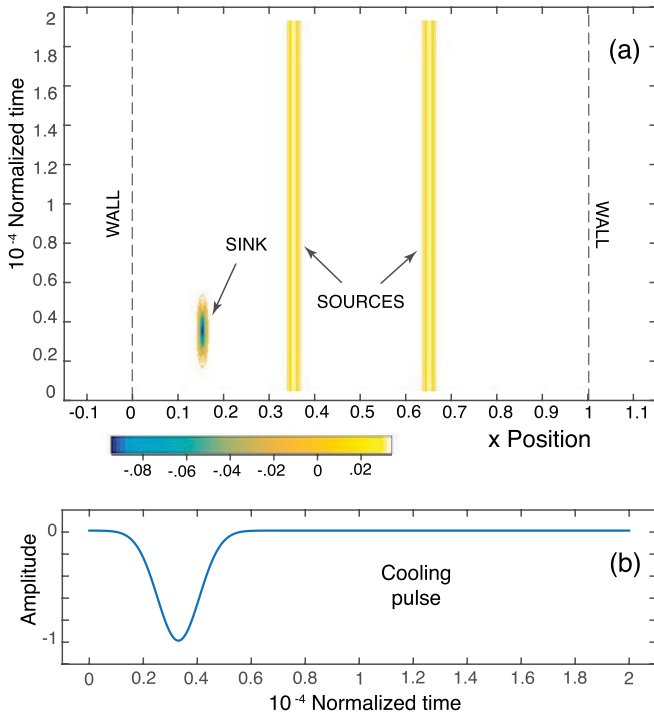 (a)
2
1.8
1.6
1.4
1.2
1
0.8
0.6
0.4
0.2
0
10⁻⁴ Normalized time
WALL
WALL
SINK
SOURCES
-0.1 0 0.1 0.2 0.3 0.4 0.5 0.6 0.7 0.8 0.9 1 1.1
x Position
-.08 -.06 -.04 -.02 0 .02
(b)
0
-1
Amplitude
Cooling
pulse
0 0.2 0.4 0.6 0.8 1 1.2 1.4 1.6 1.8 2
10⁻⁴ Normalized time